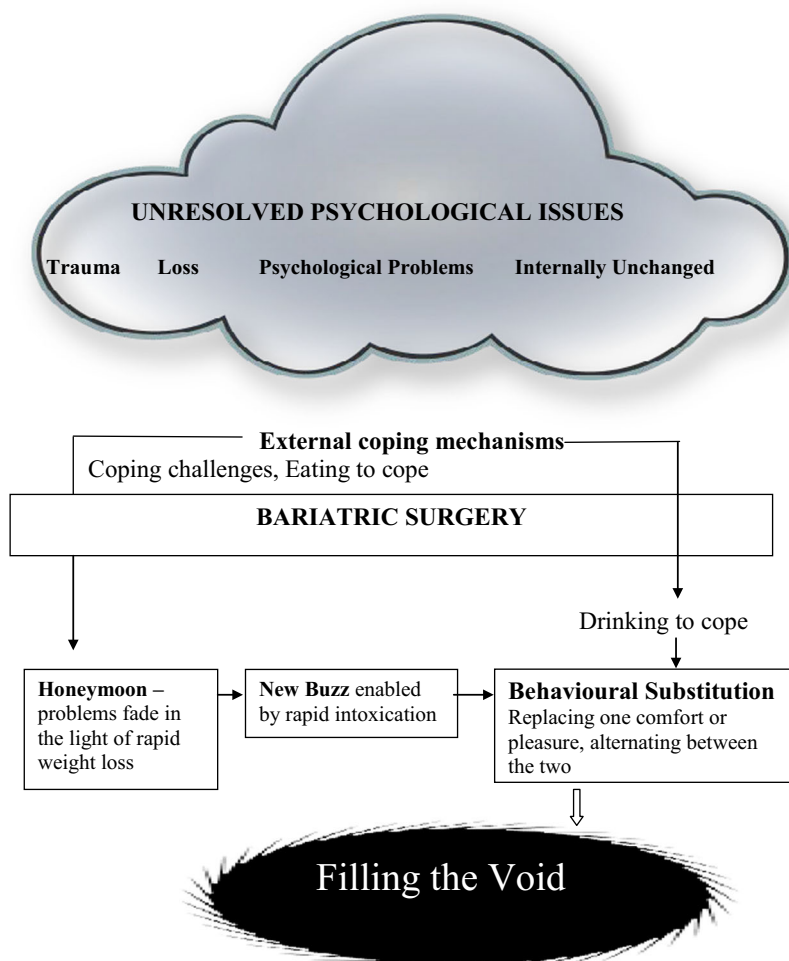 UNRESOLVED PSYCHOLOGICAL ISSUES
Trauma Loss Psychological Problems Internally Unchanged
External coping mechanisms
Coping challenges, Eating to cope
BARIATRIC SURGERY
Drinking to cope
Honeymoon –
problems fade in
the light of rapid
weight loss
New Buzz enabled
by rapid intoxication
Behavioural Substitution
Replacing one comfort or
pleasure, alternating between
the two
Filling the Void